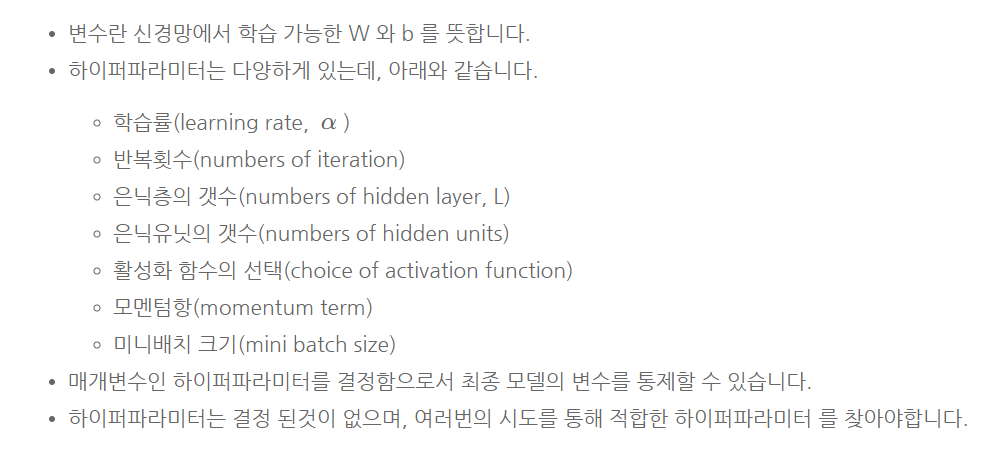 변수란 신경망에서 학습 가능한 W 와 b 를 뜻합니다.
하이퍼파라미터는 다양하게 있는데, 아래와 같습니다.
학습률(learning rate, α )
반복횟수(numbers of iteration)
은닉층의 갯수(numbers of hidden layer, L)
은닉유닛의 갯수(numbers of hidden units)
활성화 함수의 선택(choice of activation function)
모멘텀항(momentum term)
미니배치 크기(mini batch size)
매개변수인 하이퍼파라미터를 결정함으로서 최종 모델의 변수를 통제할 수 있습니다.
하이퍼파라미터는 결정 된것이 없으며, 여러번의 시도를 통해 적합한 하이퍼파라미터 를 찾아야합니다.